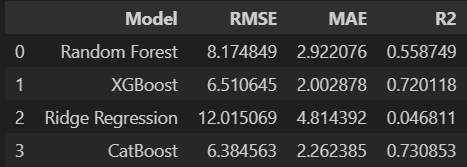 Model RMSE MAE R2
0 Random Forest 8.174849 2.922076 0.558749
1 XGBoost 6.510645 2.002878 0.720118
2 Ridge Regression 12.015069 4.814392 0.046811
3 CatBoost 6.384563 2.262385 0.730853